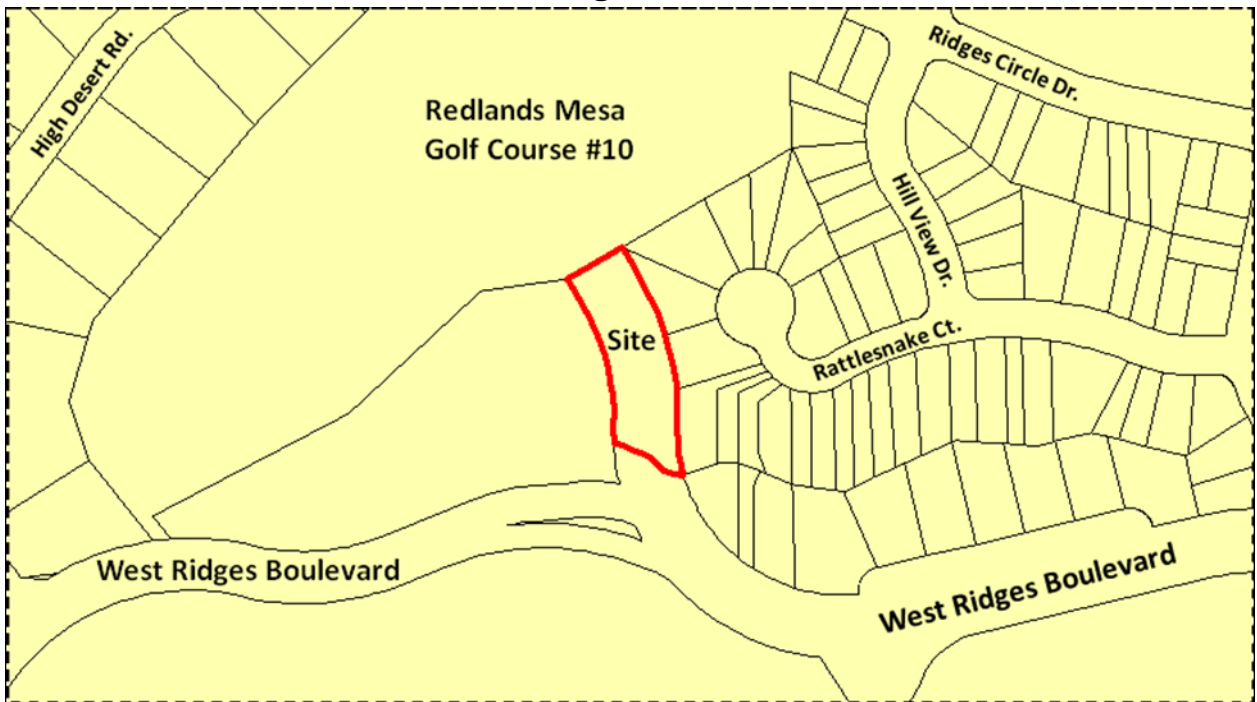 High Desert Rd.
Redlands Mesa
Golf Course #10
Ridges Circle Dr.
Hill View Dr.
Site
Rattlesnake Ct.
West Ridges Boulevard
West Ridges Boulevard